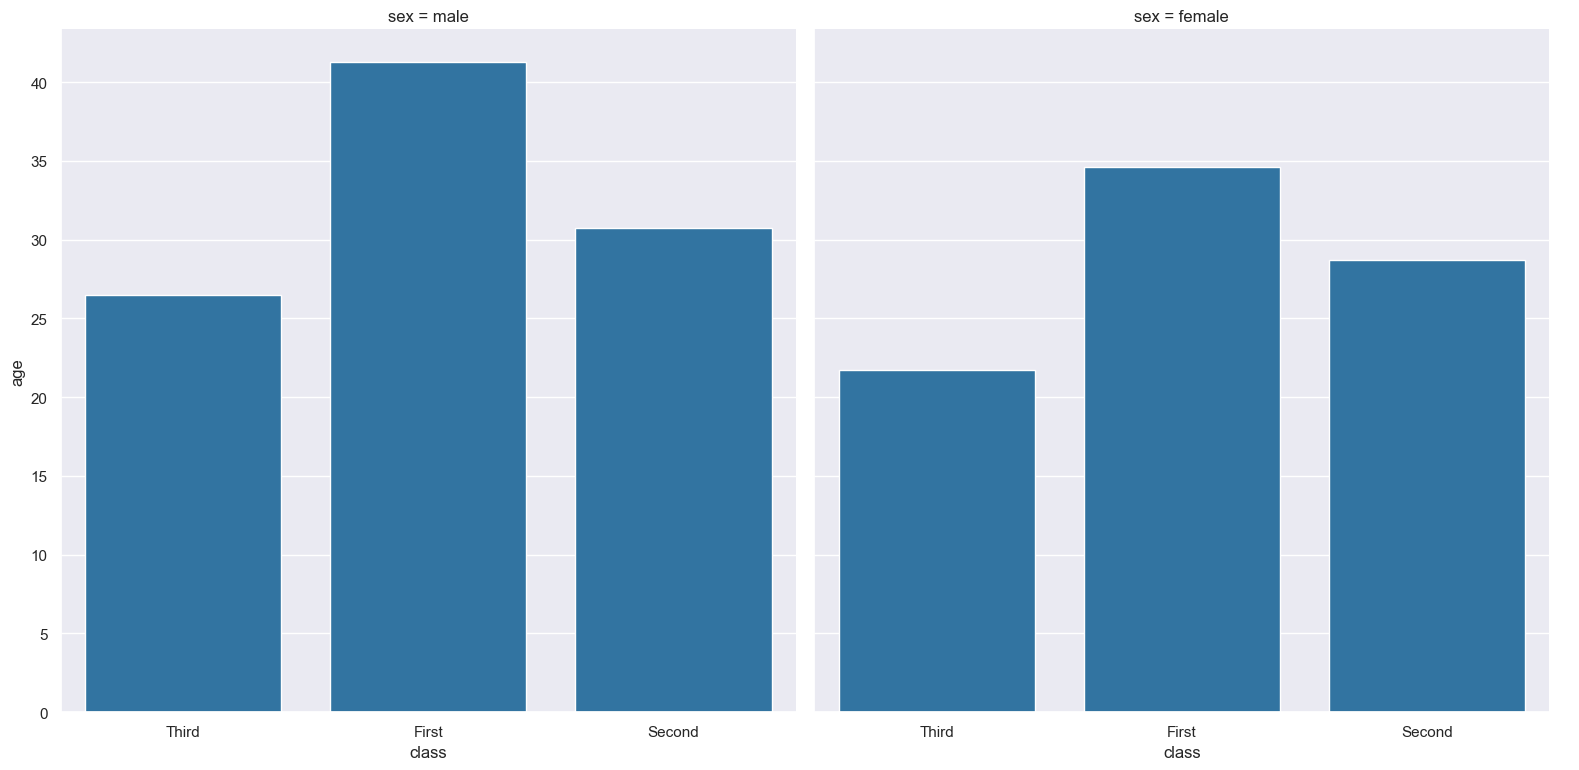 sex = male
sex = female
age
40
35
30
25
20
15
10
5
0
Third First Second
Third First Second
class
class